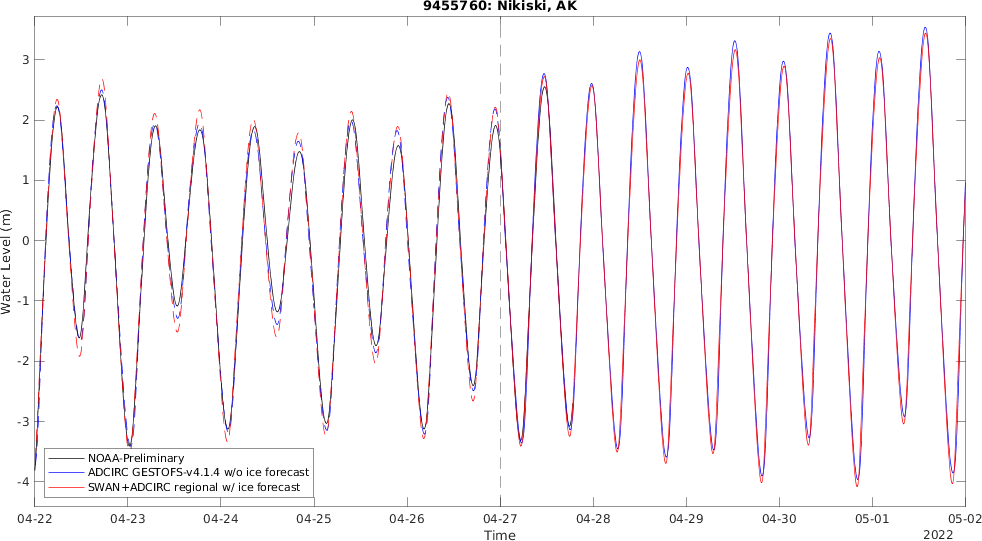 9455760: Nikiski, AK
Water Level (m)
3
2
1
0
-1
-2
-3
-4
NOAA-Preliminary
ADCIRC GESTOFS-v4.1.4 w/o ice forecast
SWAN+ADCIRC regional w/ ice forecast
04-22 04-23 04-24 04-25 04-26 04-27 04-28 04-29 04-30 05-01 05-02
Time
2022